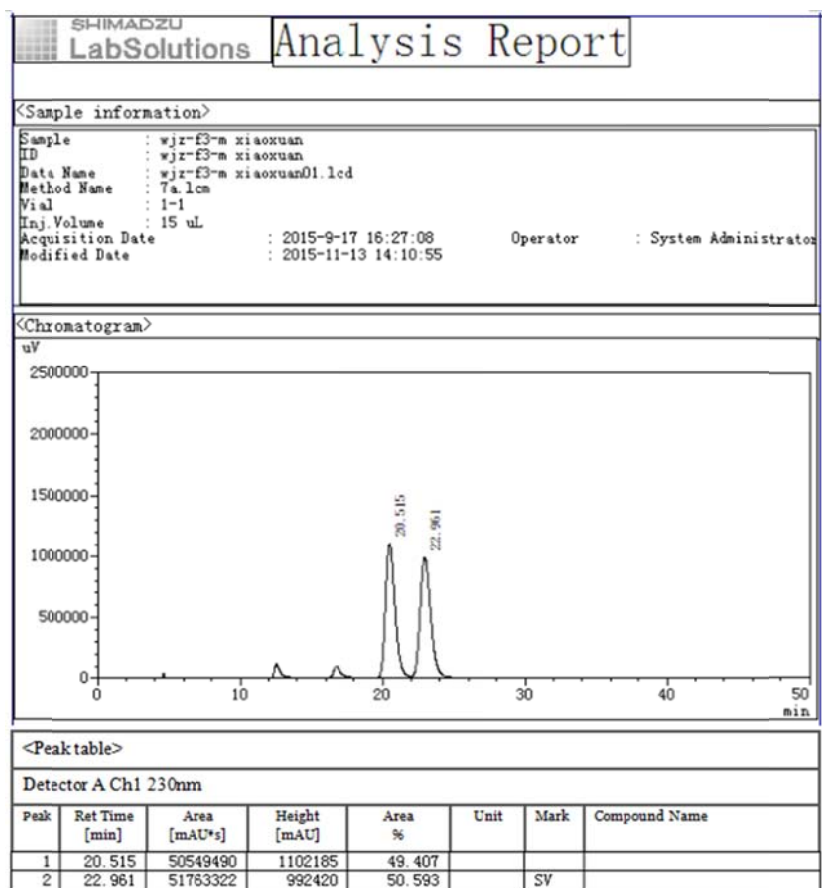 SHIMADZU
LabSolutions Analysis Report
<Sample information>
Sample : wjz-f3-m xiaoxuan
ID : wjz-f3-m xiaoxuan
Data Name : wjz-f3-m xiaoxuan01.lcd
Method Name : 7a.lcm
Vial : 1-1
Inj.Volume : 15 uL
Acquisition Date : 2015-9-17 16:27:08 Operator : System Administrator
Modified Date : 2015-11-13 14:10:55
<Chromatogram>
uV
2500000
2000000
1500000
1000000
500000
0
20.515
22.961
0 10 20 30 40 50
min
<Peak table>
Detector A Ch1 230nm
Peak Ret Time [min] Area [mAU*s] Height [mAU] Area % Unit Mark Compound Name
1 20.515 50549490 1102185 49.407
2 22.961 51763322 992420 50.593 SV